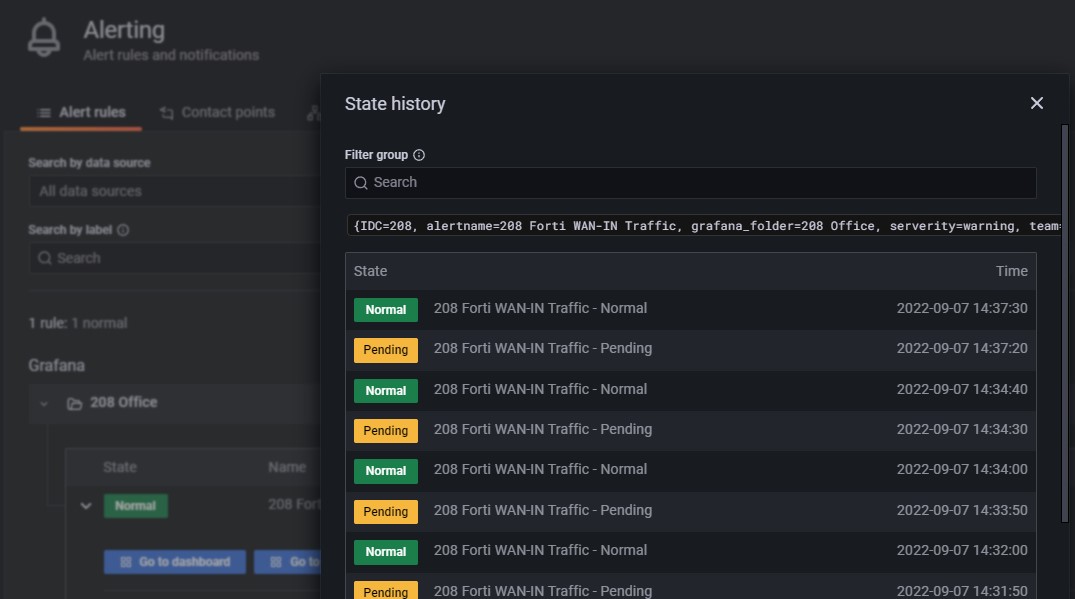 Alerting
Alert rules and notifications
Alert rules
Contact points
Search by data source
All data sources
Search by label
Search
1 rule: 1 normal
Grafana
208 Office
State Name
Normal 208 Fort
Go to dashboard Go to
State history
Filter group
Search
{IDC=208, alertname=208 Forti WAN-IN Traffic, grafana_folder=208 Office, serverity=warning, team=
State Time
Normal 208 Forti WAN-IN Traffic - Normal 2022-09-07 14:37:30
Pending 208 Forti WAN-IN Traffic - Pending 2022-09-07 14:37:20
Normal 208 Forti WAN-IN Traffic - Normal 2022-09-07 14:34:40
Pending 208 Forti WAN-IN Traffic - Pending 2022-09-07 14:34:30
Normal 208 Forti WAN-IN Traffic - Normal 2022-09-07 14:34:00
Pending 208 Forti WAN-IN Traffic - Pending 2022-09-07 14:33:50
Normal 208 Forti WAN-IN Traffic - Normal 2022-09-07 14:32:00
Pending 208 Forti WAN-IN Traffic - Pending 2022-09-07 14:31:50